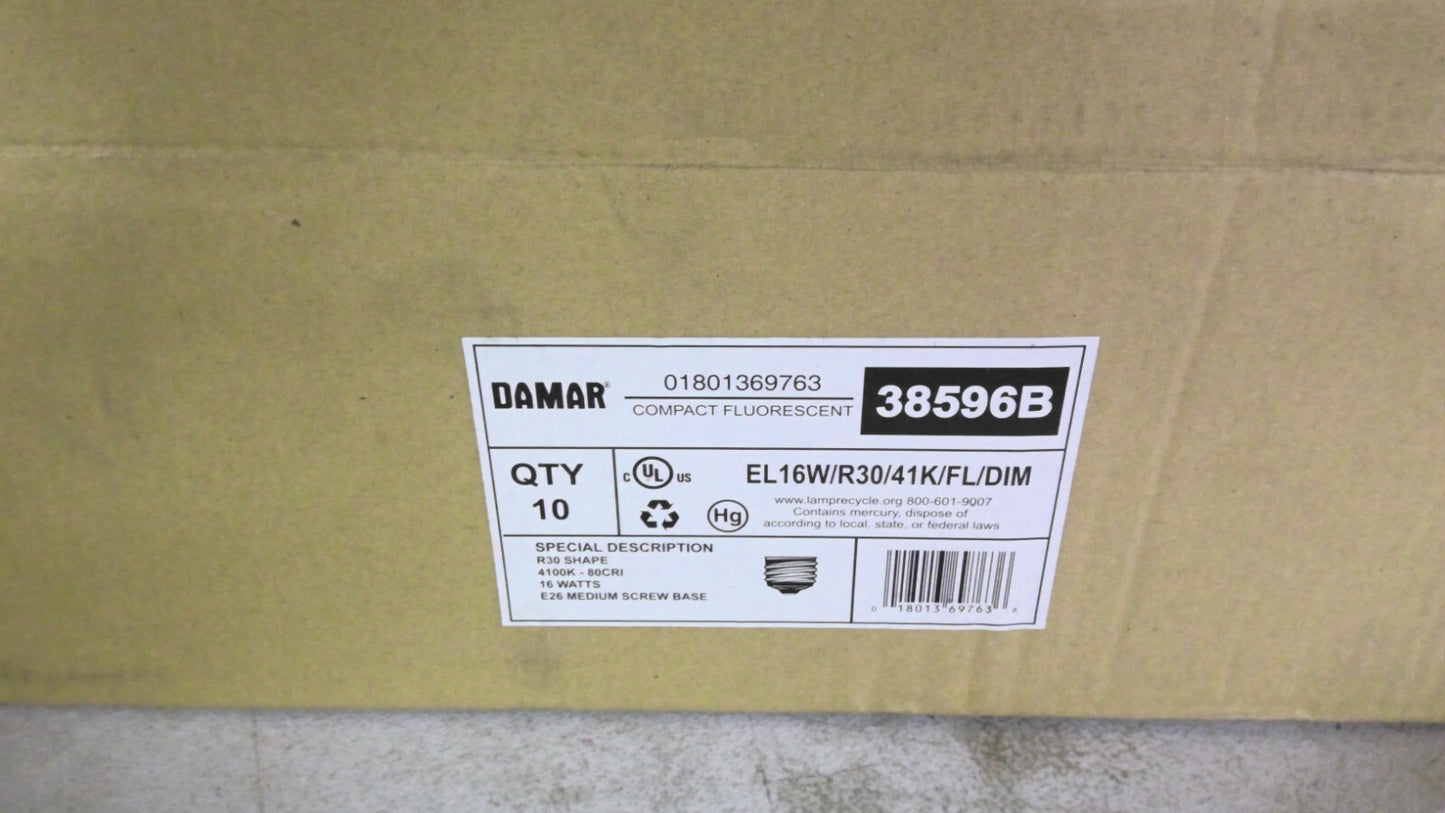 DAMAR®
01801369763
COMPACT FLUORESCENT
38596B
QTY
10
C UL US
Hg
EL16W/R30/41K/FL/DIM
www.lamprecycle.org 800-601-9007
Contains mercury, dispose of
according to local, state, or federal laws
SPECIAL DESCRIPTION
R30 SHAPE
4100K - 80CRI
16 WATTS
E26 MEDIUM SCREW BASE
0 18013 69763 6